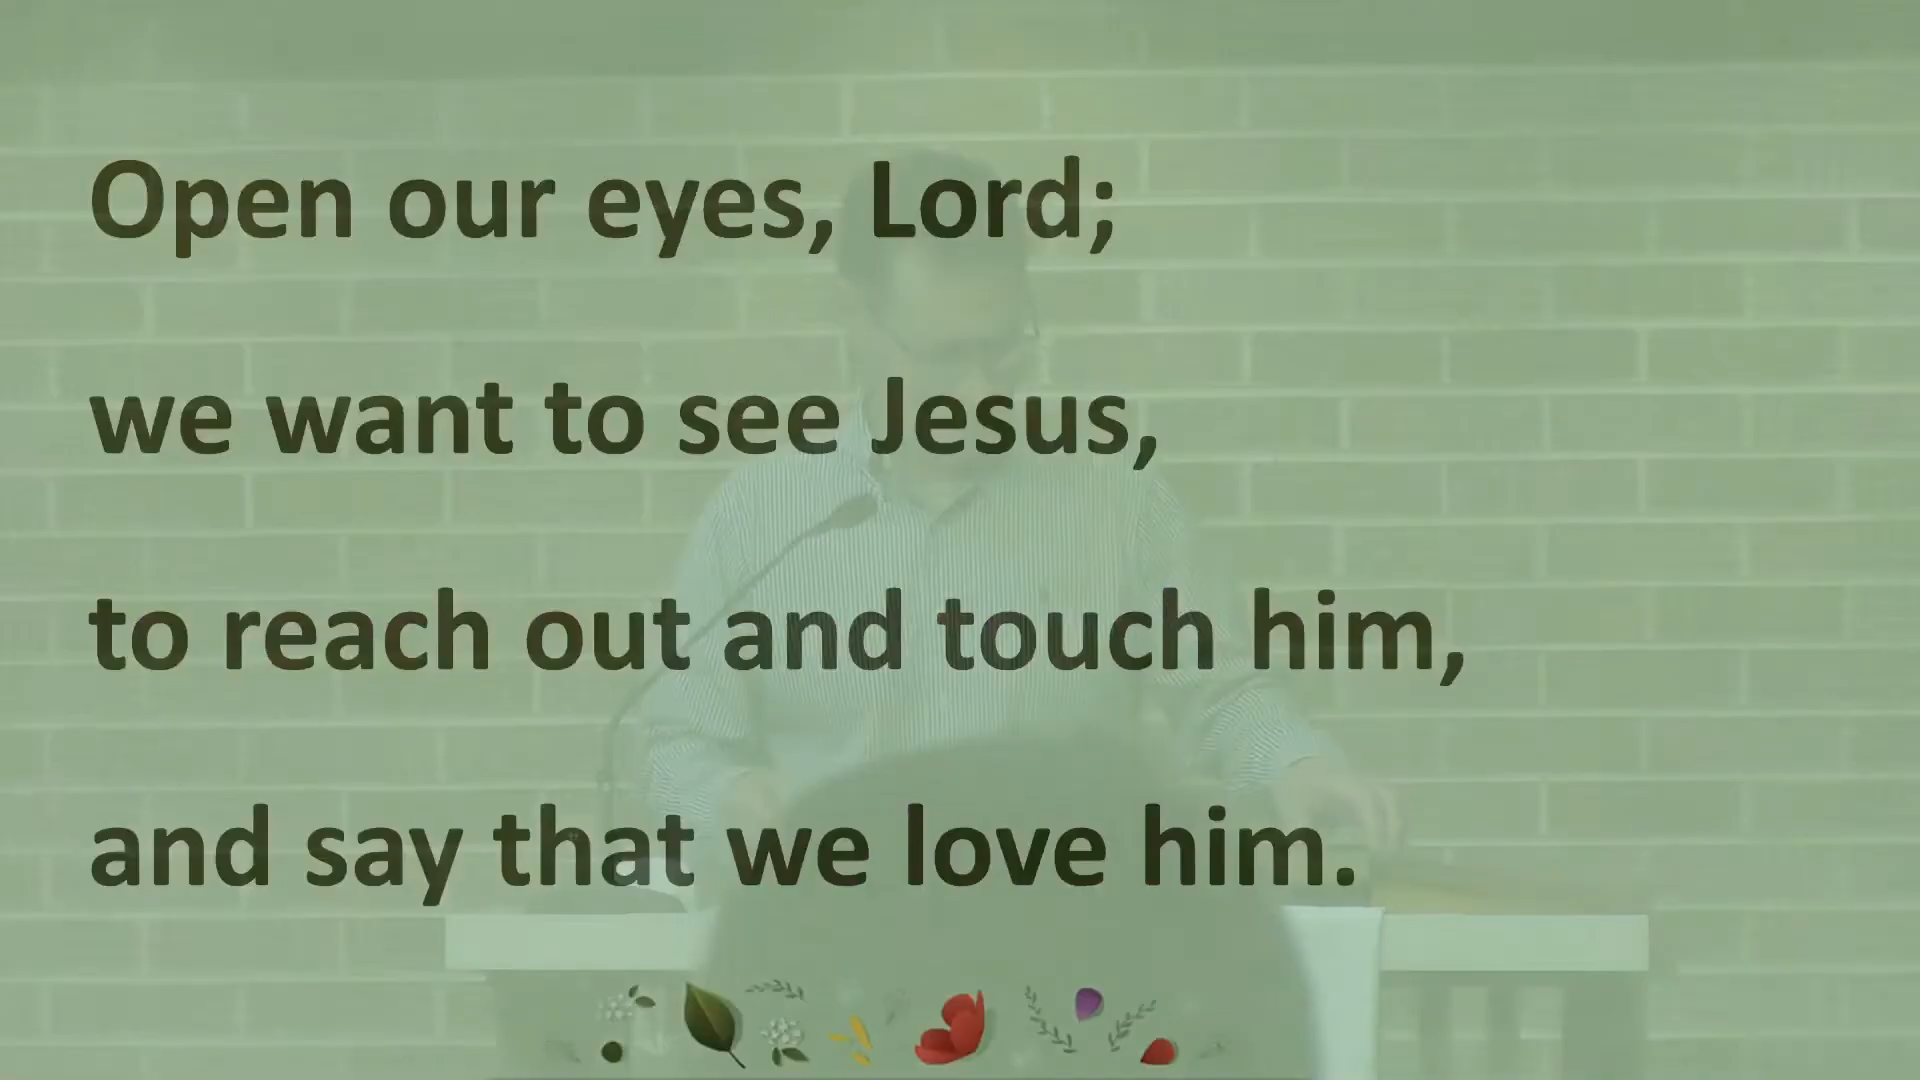 Open our eyes, Lord;
we want to see Jesus,
to reach out and touch him,
and say that we love him.